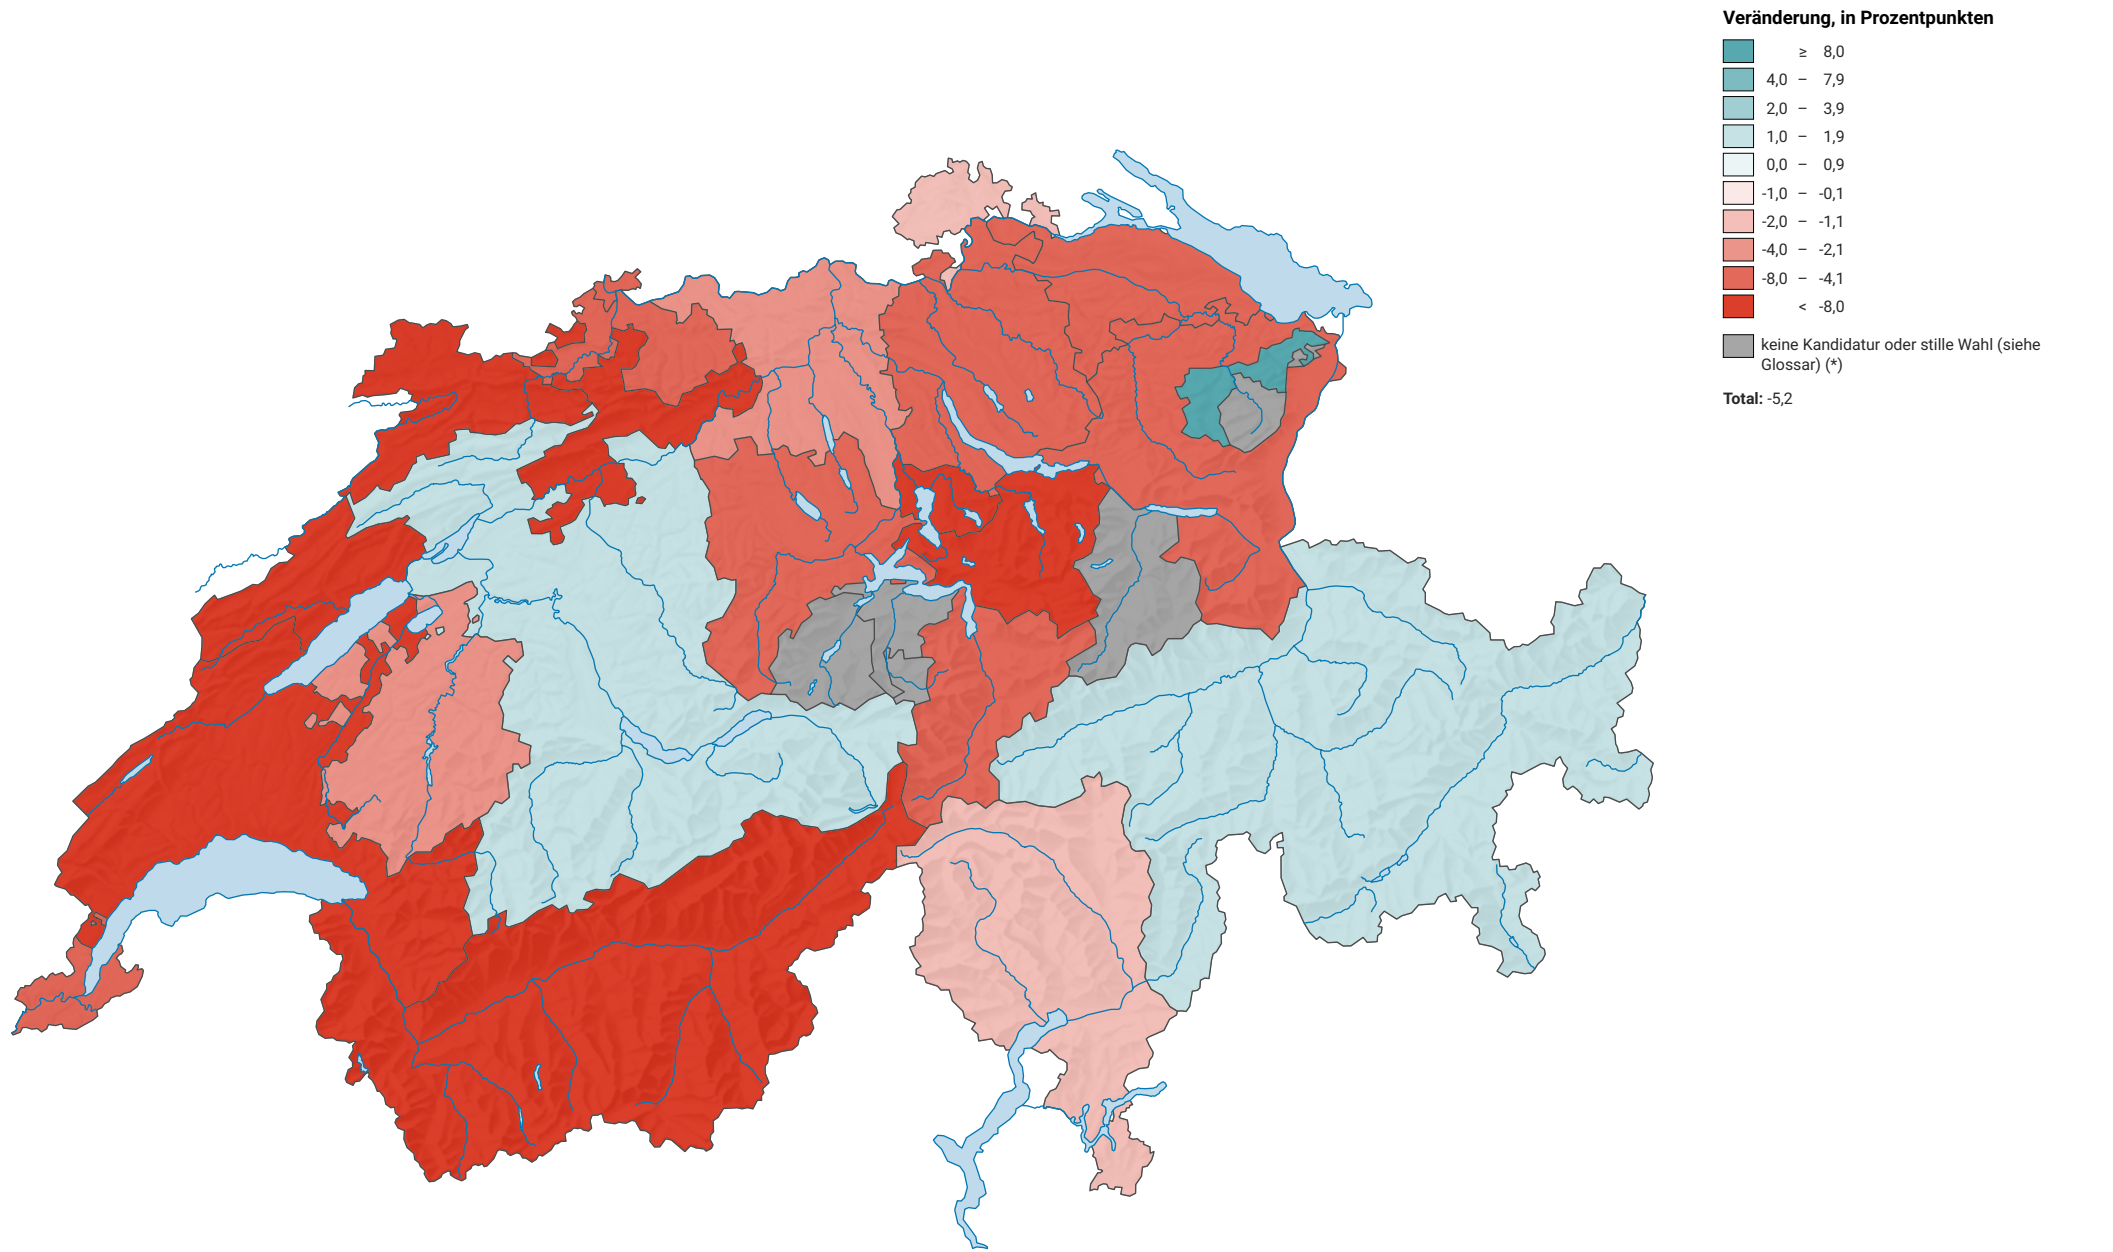 Veränderung, in Prozentpunkten
≥ 8,0
4,0 – 7,9
2,0 – 3,9
1,0 – 1,9
0,0 – 0,9
-1,0 – -0,1
-2,0 – -1,1
-4,0 – -2,1
-8,0 – -4,1
< -8,0
keine Kandidatur oder stille Wahl (siehe
Glossar) (*)
Total: -5,2